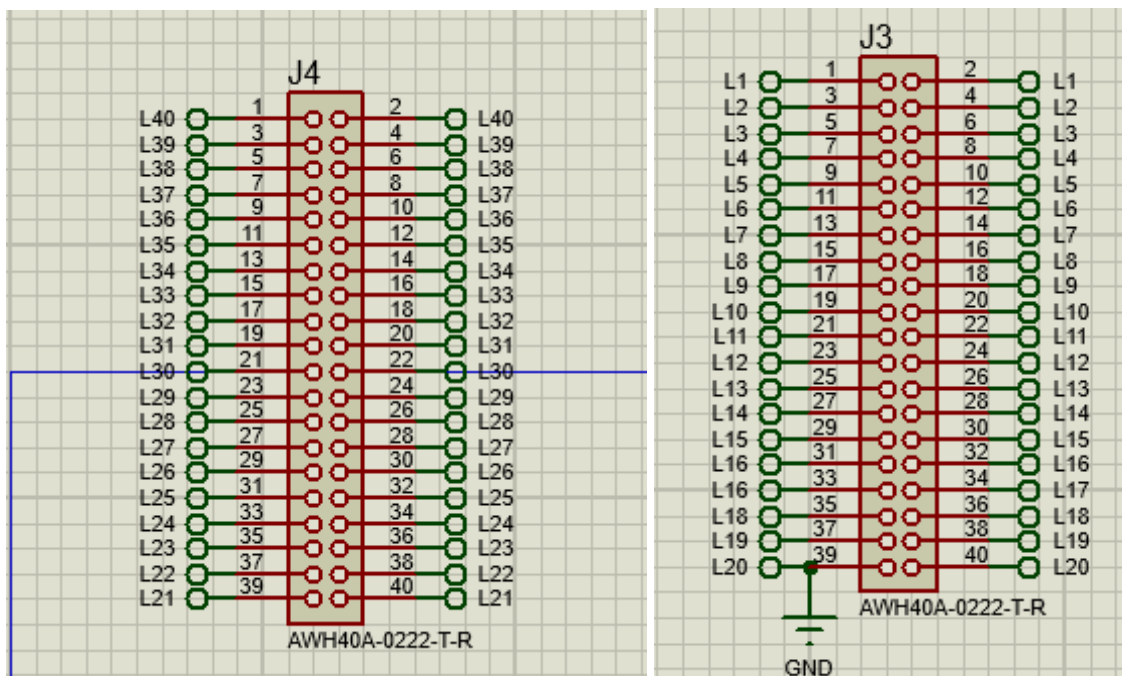 J4
L40 1 2 L40
L39 3 4 L39
L38 5 6 L38
L37 7 8 L37
L36 9 10 L36
L35 11 12 L35
L34 13 14 L34
L33 15 16 L33
L32 17 18 L32
L31 19 20 L31
L30 21 22 L30
L29 23 24 L29
L28 25 26 L28
L27 27 28 L27
L26 29 30 L26
L25 31 32 L25
L24 33 34 L24
L23 35 36 L23
L22 37 38 L22
L21 39 40 L21
AWH40A-0222-T-R
J3
L1 1 2 L1
L2 3 4 L2
L3 5 6 L3
L4 7 8 L4
L5 9 10 L5
L6 11 12 L6
L7 13 14 L7
L8 15 16 L8
L9 17 18 L9
L10 19 20 L10
L11 21 22 L11
L12 23 24 L12
L13 25 26 L13
L14 27 28 L14
L15 29 30 L15
L16 31 32 L16
L16 33 34 L17
L18 35 36 L18
L19 37 38 L19
L20 39 40 L20
AWH40A-0222-T-R
GND